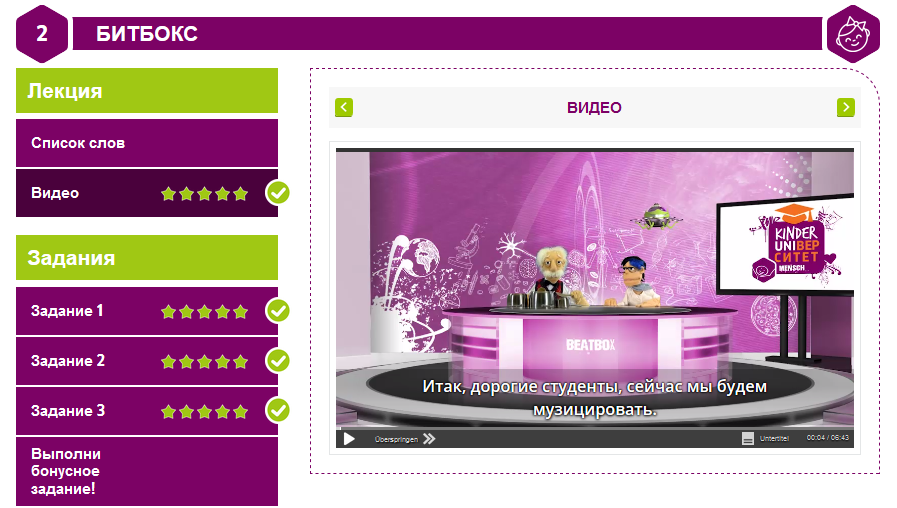 2
БИТБОКС
Лекция
Список слов
Видео
Задания
Задание 1
Задание 2
Задание 3
Выполни
бонусное
задание!
ВИДЕО
KINDER
UNIВЕР
СИТЕТ
MENSCH
BEATBOX
Итак, дорогие студенты, сейчас мы будем
музицировать.
Überspringen
Untertitel
00:04 / 06:43